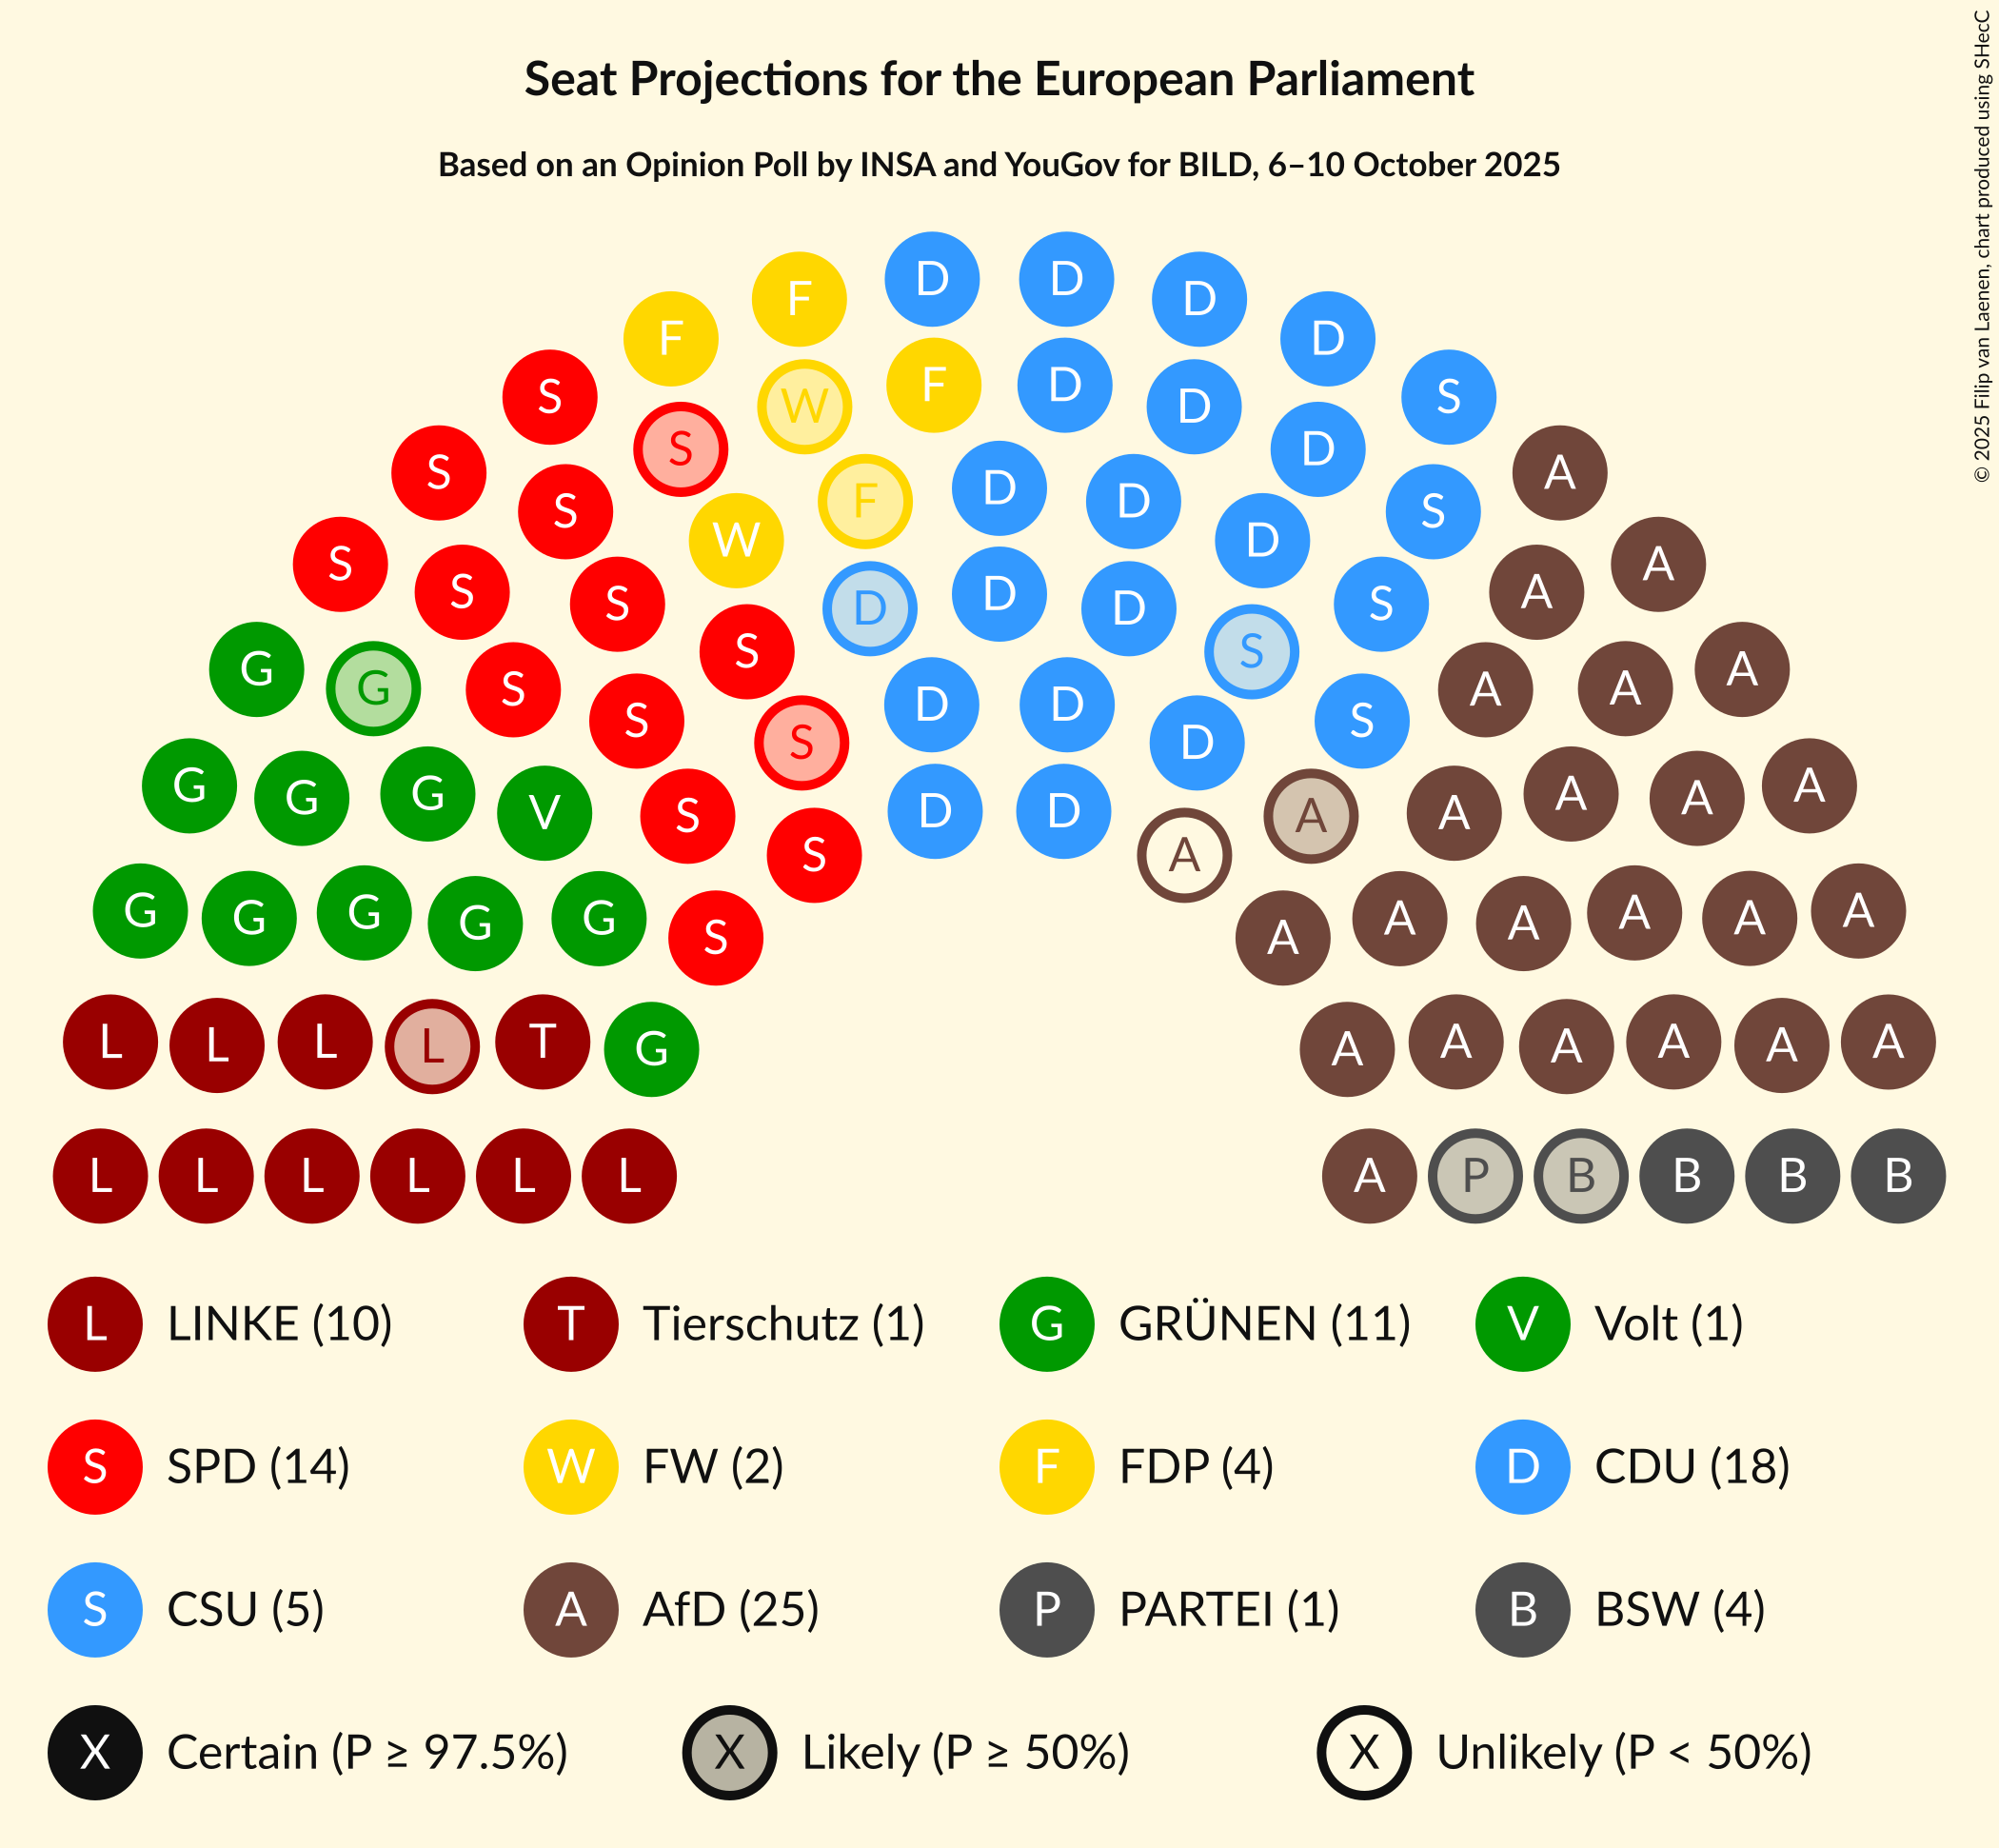 Seat Projections for the European Parliament
Based on an Opinion Poll by INSA and YouGov for BILD, 6–10 October 2025
© 2025 Filip van Laenen, chart produced using SHecC
D D
F D
F D
F D
W D
S S
S D
S D
D
F D
S A
S S
W D
S A
S A
D D
S S
D
S S
G A
G S A
S A
D D
S S
S D
G A
G A
G A
V A
S A
S A
D D
G A
G A
G A
G A
G A
S A
S A
L A
L A
L A
L A
T A
G A
L L L L L L A P B B B B
L LINKE (10) T Tierschutz (1) G GRÜNEN (11) V Volt (1)
S SPD (14) W FW (2) F FDP (4) D CDU (18)
S CSU (5) A AfD (25) P PARTEI (1) B BSW (4)
X Certain (P ≥ 97.5%) X Likely (P ≥ 50%) X Unlikely (P < 50%)